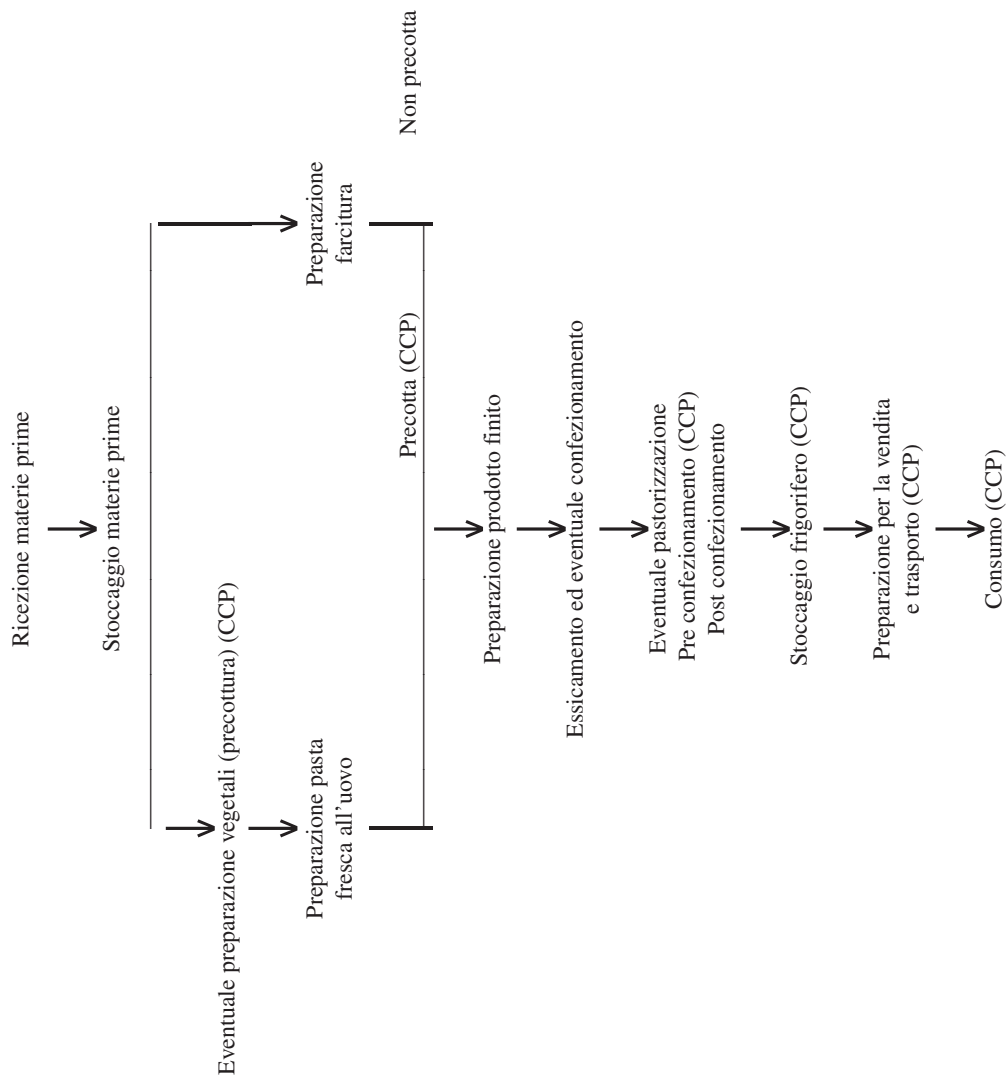 Ricezione materie prime
Stoccaggio materie prime
Eventuale preparazione vegetali (precottura) (CCP)
Preparazione pasta
fresca all'uovo
Preparazione
farcitura
Precotta (CCP)
Non precotta
Preparazione prodotto finito
Essicamento ed eventuale confezionamento
Eventuale pastorizzazione
Pre confezionamento (CCP)
Post confezionamento
Stoccaggio frigorifero (CCP)
Preparazione per la vendita
e trasporto (CCP)
Consumo (CCP)